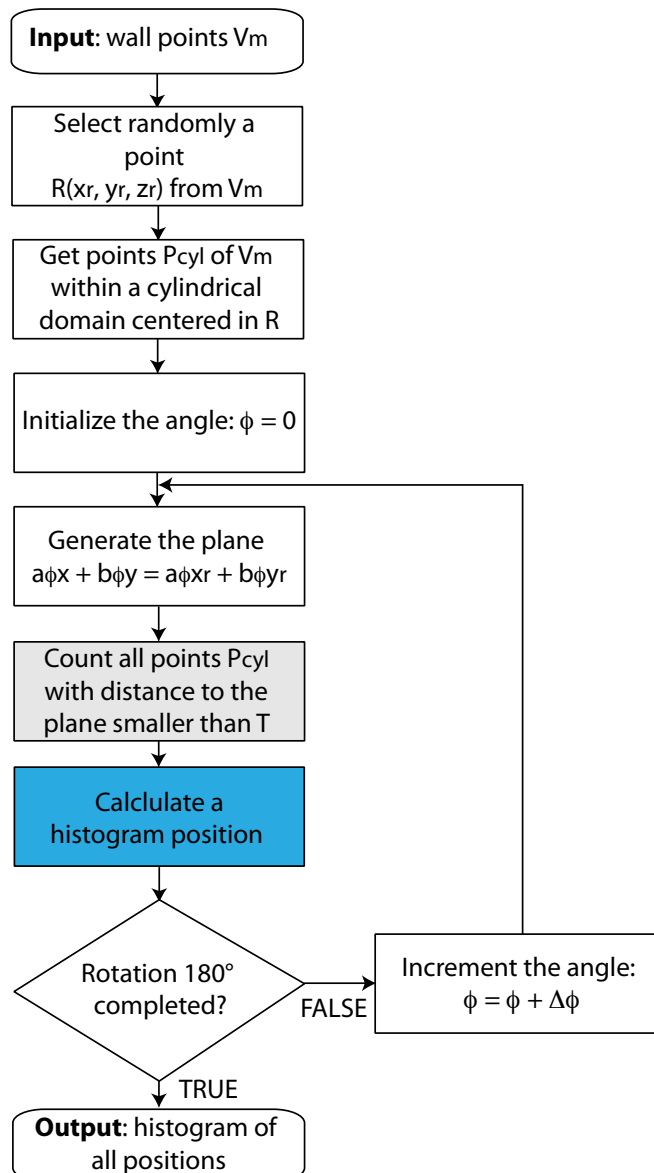 Input: wall points Vm
Select randomly a
point
R(xr, yr, zr) from Vm
Get points Pcyl of Vm
within a cylindrical
domain centered in R
Initialize the angle: ϕ = 0
Generate the plane
aϕx + bϕy = aϕxr + bϕyr
Count all points Pcyl
with distance to the
plane smaller than T
Calclulate a
histogram position
Rotation 180°
completed?
FALSE
Increment the angle:
ϕ = ϕ + Δϕ
TRUE
Output: histogram of
all positions